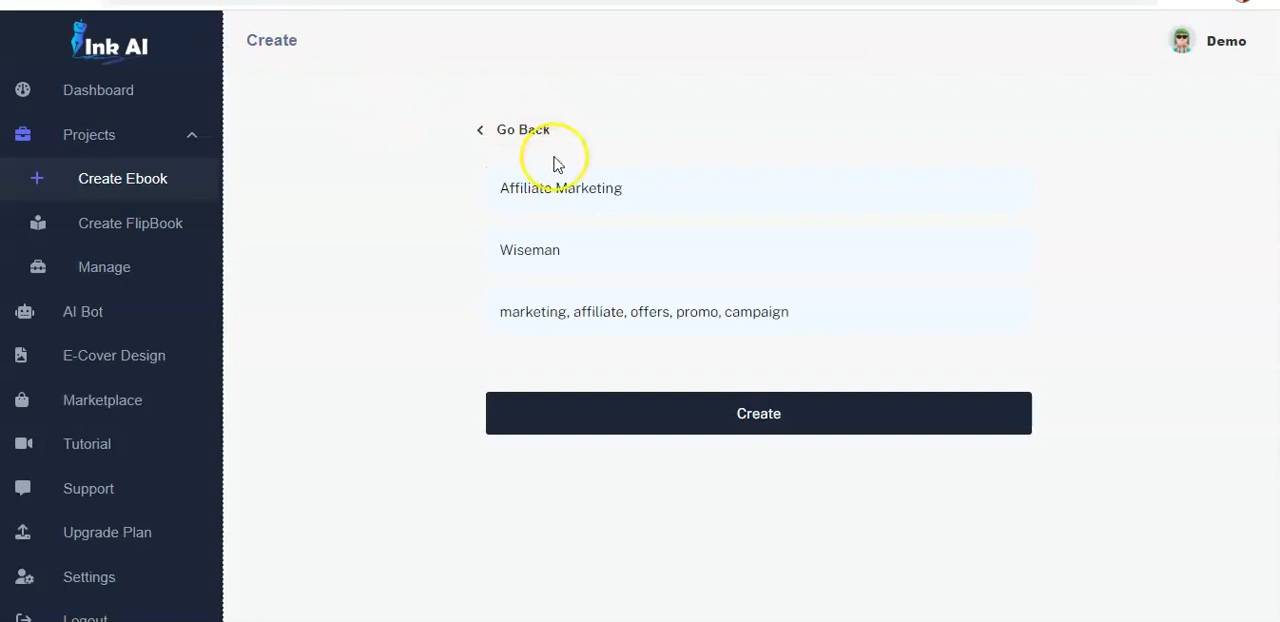 Ink AI
Dashboard
Projects
Create Ebook
Create FlipBook
Manage
AI Bot
E-Cover Design
Marketplace
Tutorial
Support
Upgrade Plan
Settings
Logout
Create
Demo
Go Back
Affiliate Marketing
Wiseman
marketing, affiliate, offers, promo, campaign
Create